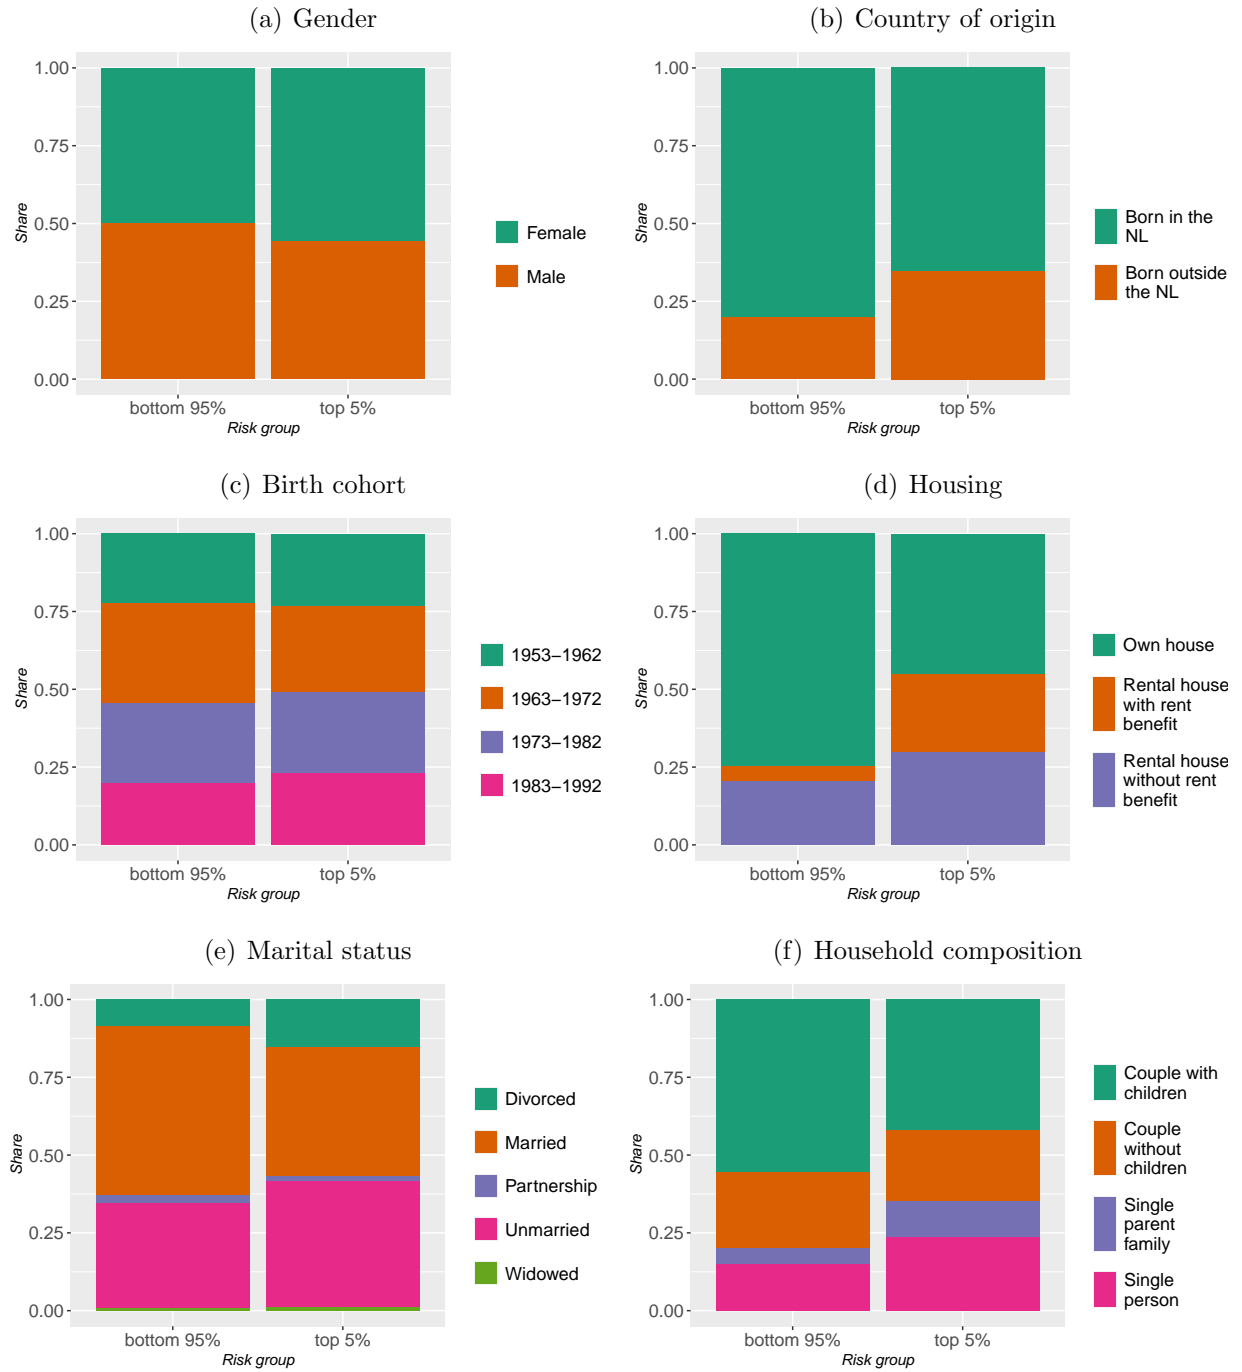 (a) Gender
1.00
0.75
0.50
0.25
0.00
Share
bottom 95%
top 5%
Risk group
Female
Male
(b) Country of origin
1.00
0.75
0.50
0.25
0.00
Share
bottom 95%
top 5%
Risk group
Born in the
NL
Born outside
the NL
(c) Birth cohort
1.00
0.75
0.50
0.25
0.00
Share
bottom 95%
top 5%
Risk group
1953−1962
1963−1972
1973−1982
1983−1992
(d) Housing
1.00
0.75
0.50
0.25
0.00
Share
bottom 95%
top 5%
Risk group
Own house
Rental house
with rent
benefit
Rental house
without rent
benefit
(e) Marital status
1.00
0.75
0.50
0.25
0.00
Share
bottom 95%
top 5%
Risk group
Divorced
Married
Partnership
Unmarried
Widowed
(f) Household composition
1.00
0.75
0.50
0.25
0.00
Share
bottom 95%
top 5%
Risk group
Couple with
children
Couple
without
children
Single
parent
family
Single
person